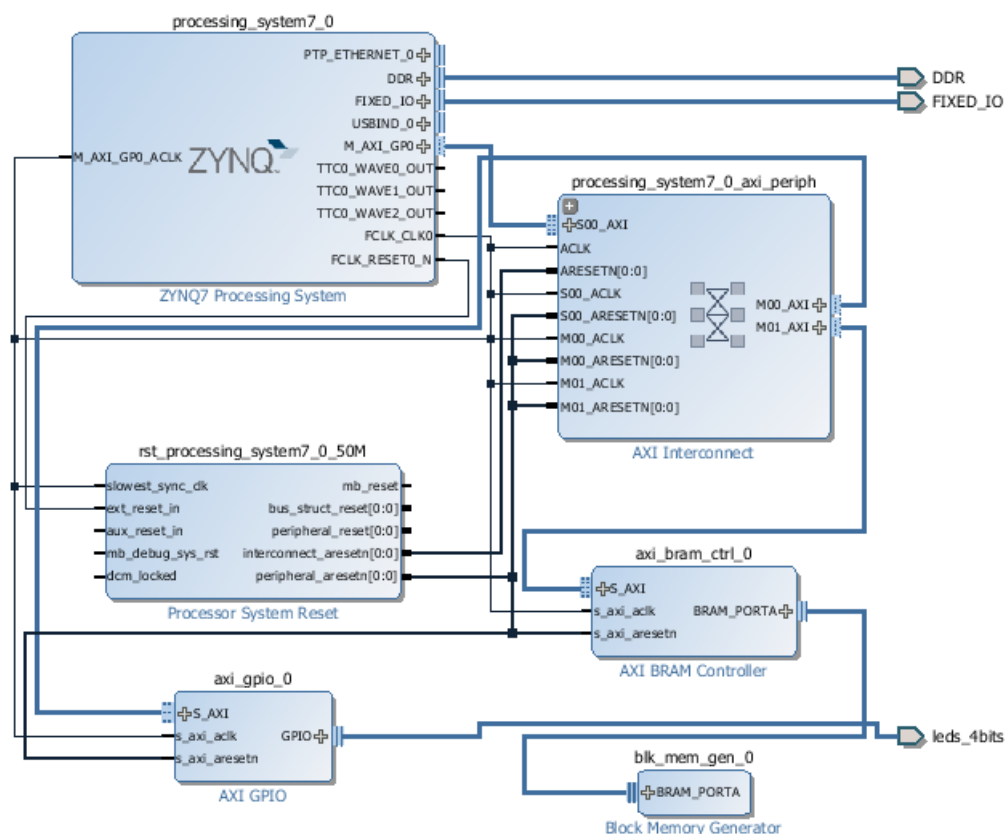 processing_system7_0
PTP_ETHERNET_0
DDR
FIXED_IO
USBIND_0
M_AXI_GP0
M_AXI_GP0_ACLK
ZYNQ
TTC0_WAVE0_OUT
TTC0_WAVE1_OUT
TTC0_WAVE2_OUT
FCLK_CLK0
FCLK_RESET0_N
ZYNQ7 Processing System
DDR
FIXED_IO
processing_system7_0_axi_periph
S00_AXI
ACLK
ARESETN[0:0]
S00_ACLK
S00_ARESETN[0:0]
M00_ACLK
M00_ARESETN[0:0]
M01_ACLK
M01_ARESETN[0:0]
M00_AXI
M01_AXI
AXI Interconnect
rst_processing_system7_0_50M
slowest_sync_clk
ext_reset_in
aux_reset_in
mb_debug_sys_rst
dcm_locked
mb_reset
bus_struct_reset[0:0]
peripheral_reset[0:0]
interconnect_aresetn[0:0]
peripheral_aresetn[0:0]
Processor System Reset
axi_bram_ctrl_0
S_AXI
s_axi_aclk
s_axi_aresetn
BRAM_PORTA
AXI BRAM Controller
axi_gpio_0
S_AXI
s_axi_aclk
s_axi_aresetn
GPIO
AXI GPIO
leds_4bits
blk_mem_gen_0
BRAM_PORTA
Block Memory Generator